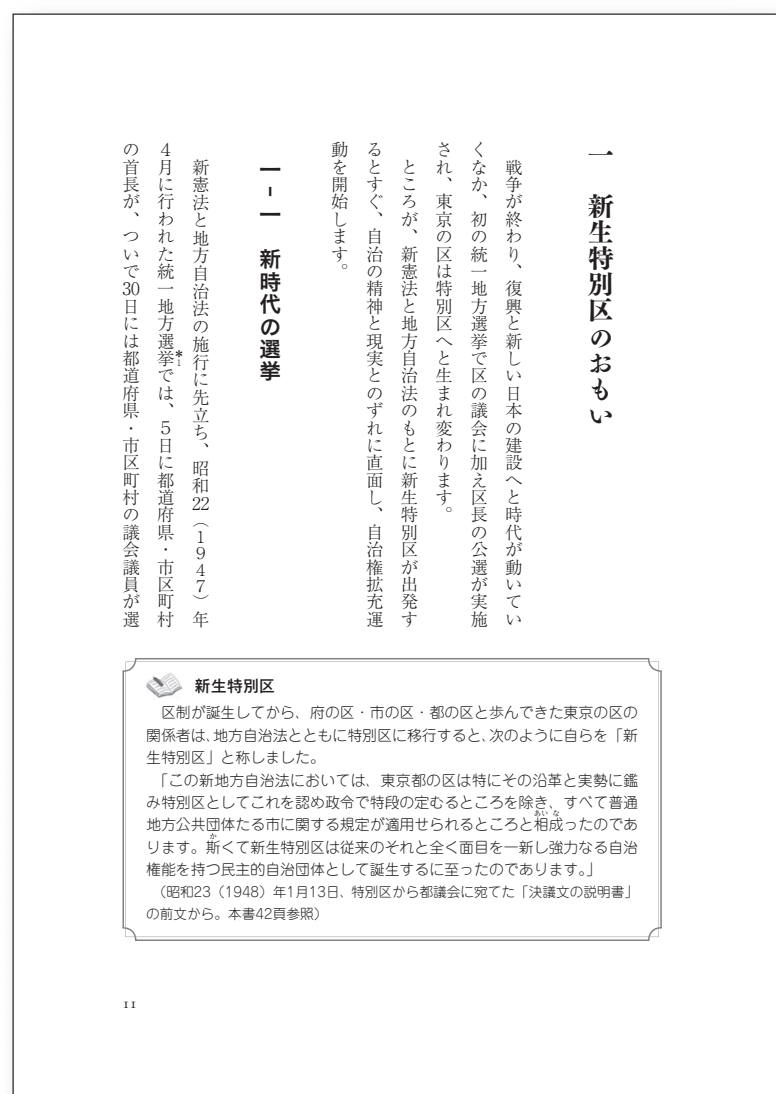 一　新生特別区のおもい
　戦争が終わり、復興と新しい日本の建設へと時代が動いてい
くなか、初の統一地方選挙で区の議会に加え区長の公選が実施
され、東京の区は特別区へと生まれ変わります。
　ところが、新憲法と地方自治法のもとに新生特別区が出発す
るとすぐ、自治の精神と現実とのずれに直面し、自治権拡充運
動を開始します。
一-一　新時代の選挙
　新憲法と地方自治法の施行に先立ち、昭和22（1947）年
4月に行われた統一地方選挙*1では、5日に都道府県・市区町村
の首長が、ついで30日には都道府県・市区町村の議会議員が選
新生特別区
　区制が誕生してから、府の区・市の区・都の区と歩んできた東京の区の
関係者は、地方自治法とともに特別区に移行すると、次のように自らを「新
生特別区」と称しました。
　「この新地方自治法においては、東京都の区は特にその沿革と実勢に鑑
み特別区としてこれを認め政令で特段の定むるところを除き、すべて普通
地方公共団体たる市に関する規定が適用せられるところと相成（あいな）ったのであ
ります。斯（か）くて新生特別区は従来のそれと全く面目を一新し強力なる自治
権能を持つ民主的自治団体として誕生するに至ったのであります。」
（昭和23（1948）年1月13日、特別区から都議会に宛てた「決議文の説明書」
の前文から。本書42頁参照）
11